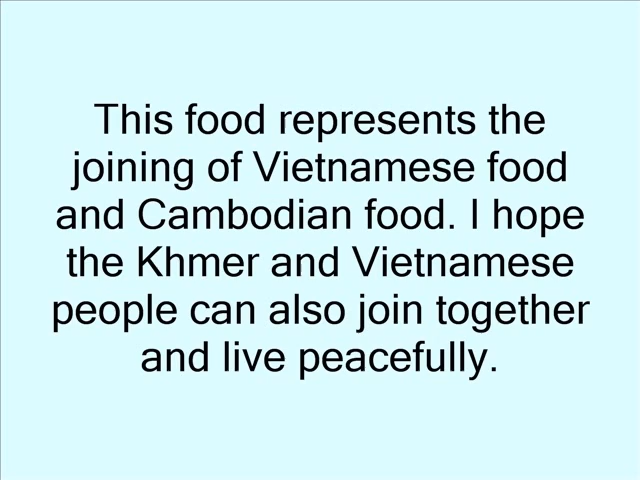 This food represents the
joining of Vietnamese food
and Cambodian food. I hope
the Khmer and Vietnamese
people can also join together
and live peacefully.